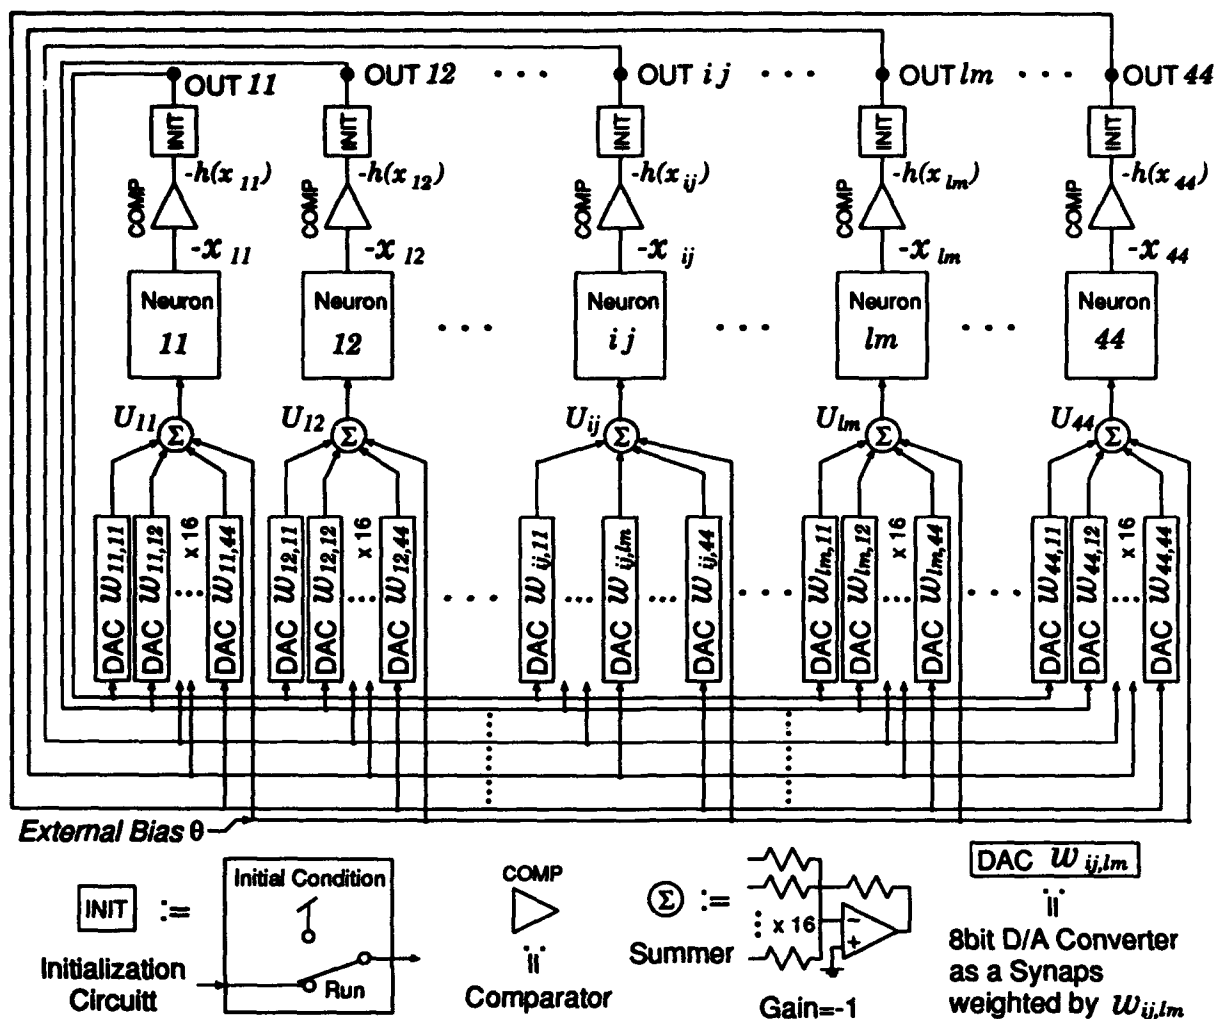 OUT 11 OUT 12 · · · OUT ij · · · OUT lm · · · OUT 44
INIT INIT INIT INIT INIT
-h(x11) -h(x12) -h(xij) -h(xlm) -h(x44)
COMP COMP COMP COMP COMP
-x11 -x12 -xij -xlm -x44
Neuron 11 Neuron 12 · · · Neuron ij · · · Neuron lm · · · Neuron 44
U11 U12 Uij Ulm U44
Σ Σ Σ Σ Σ
DAC w11,11 DAC w11,12 x 16 ... DAC w11,44
DAC w12,11 DAC w12,12 x 16 ... DAC w12,44
· · · ·
DAC wij,11 ... DAC wij,lm ... DAC wij,44
· · · ·
DAC wlm,11 DAC wlm,12 x 16 ... DAC wlm,44
· · · ·
DAC w44,11 DAC w44,12 x 16 ... DAC w44,44
External Bias θ
INIT :=
Initialization
Circuitt
Initial Condition
Run
COMP
:=
Comparator
Σ :=
Summer
x 16
−
+
Gain=-1
DAC wij,lm
:=
8bit D/A Converter
as a Synaps
weighted by wij,lm